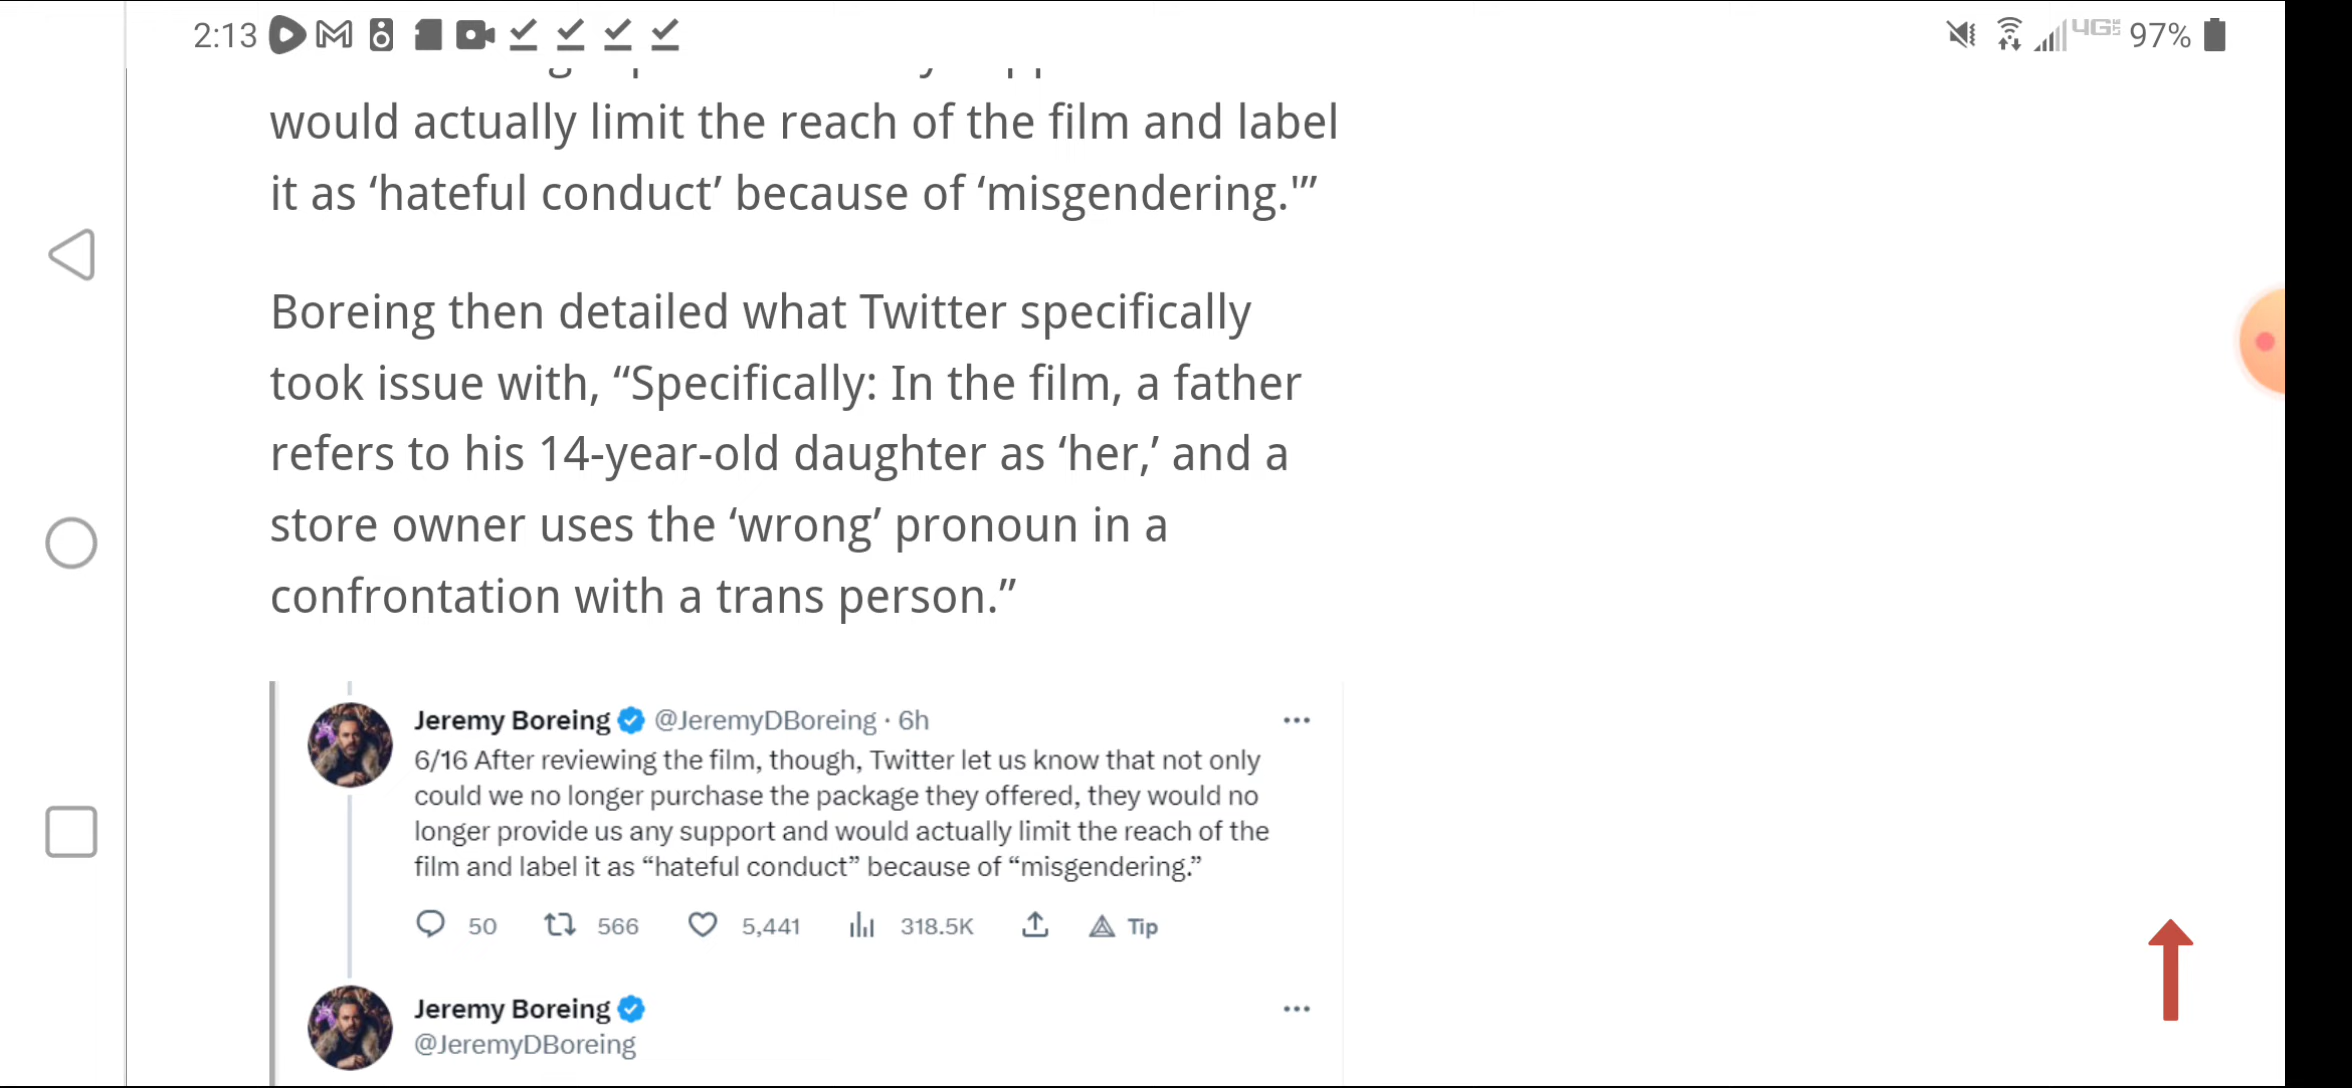 2:13 4G 97%
would actually limit the reach of the film and label
it as ‘hateful conduct’ because of ‘misgendering.'”
Boreing then detailed what Twitter specifically
took issue with, “Specifically: In the film, a father
refers to his 14-year-old daughter as ‘her,’ and a
store owner uses the ‘wrong’ pronoun in a
confrontation with a trans person.”
Jeremy Boreing @JeremyDBoreing · 6h
6/16 After reviewing the film, though, Twitter let us know that not only
could we no longer purchase the package they offered, they would no
longer provide us any support and would actually limit the reach of the
film and label it as “hateful conduct” because of “misgendering.”
50 566 5,441 318.5K Tip
Jeremy Boreing
@JeremyDBoreing